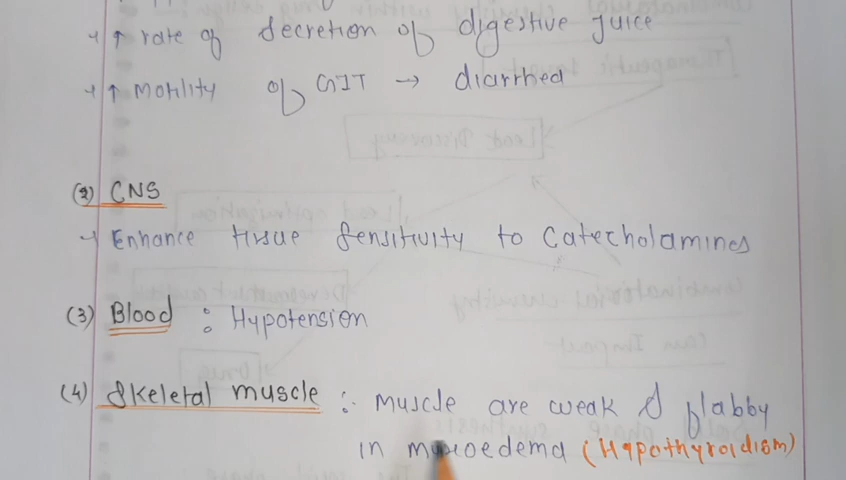 → ↑ rate of secretion of digestive juice
→ ↑ Motility of GIT → diarrhea
(2) CNS
→ Enhance tissue sensitivity to catecholamines
(3) Blood : Hypotension
(4) Skeletal muscle :- Muscle are weak & flabby
in myxoedema (Hypothyroidism)